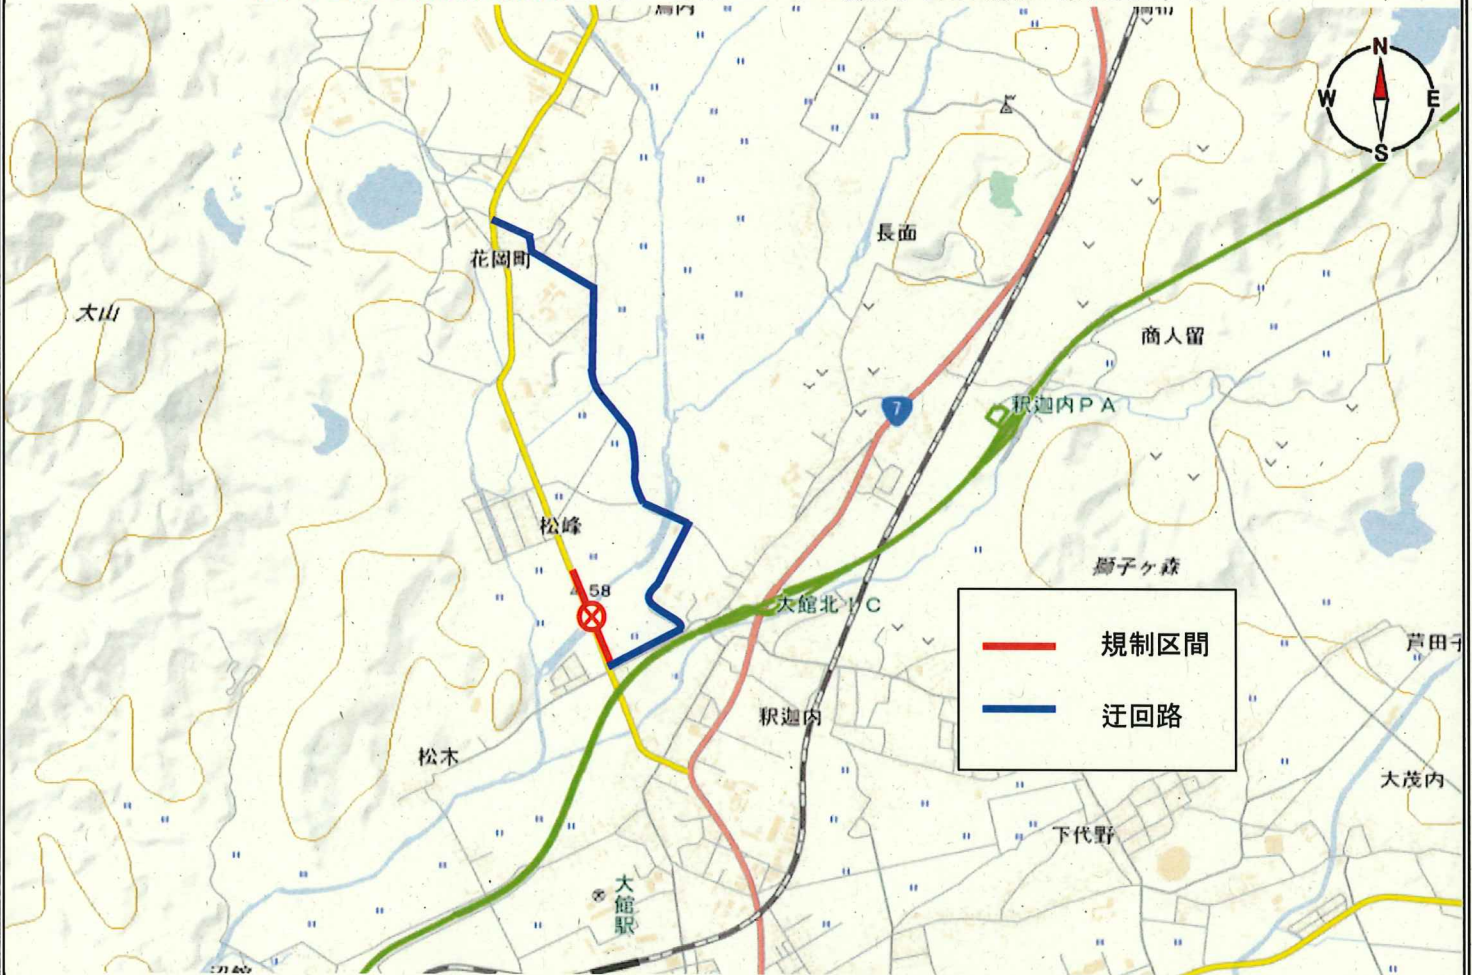 N
W E
S
長面
花岡町
大山
商人留
7
釈迦内PA
松峰
獅子ヶ森
58
大館北IC
規制区間
芦田子
迂回路
釈迦内
松木
大茂内
下代野
大館駅